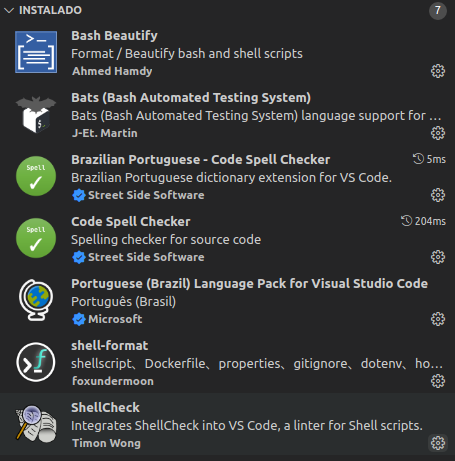 INSTALADO 7
Bash Beautify
Format / Beautify bash and shell scripts
Ahmed Hamdy
Bats (Bash Automated Testing System)
Bats (Bash Automated Testing System) language support for ...
J-Et. Martin
Spell
Brazilian Portuguese - Code Spell Checker 5ms
Brazilian Portuguese dictionary extension for VS Code.
Street Side Software
Spell
Code Spell Checker 204ms
Spelling checker for source code
Street Side Software
Portuguese (Brazil) Language Pack for Visual Studio Code
Português (Brasil)
Microsoft
shell-format
shellscript、Dockerfile、properties、gitignore、dotenv、ho...
foxundermoon
ShellCheck
Integrates ShellCheck into VS Code, a linter for Shell scripts.
Timon Wong